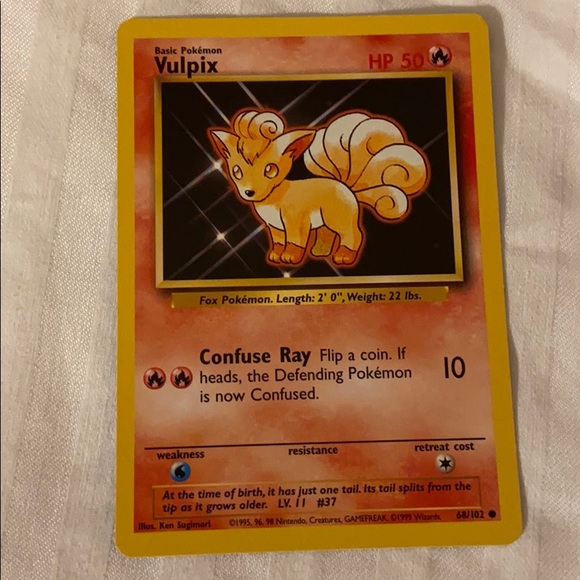 Basic Pokémon
Vulpix
HP 50
Fox Pokémon. Length: 2' 0", Weight: 22 lbs.
Confuse Ray Flip a coin. If
heads, the Defending Pokémon
is now Confused.
10
weakness resistance retreat cost
At the time of birth, it has just one tail. Its tail splits from the
tip as it grows older. LV. 11 #37
Illus. Ken Sugimori ©1995, 96, 98 Nintendo, Creatures, GAMEFREAK. ©1999 Wizards. 68/102